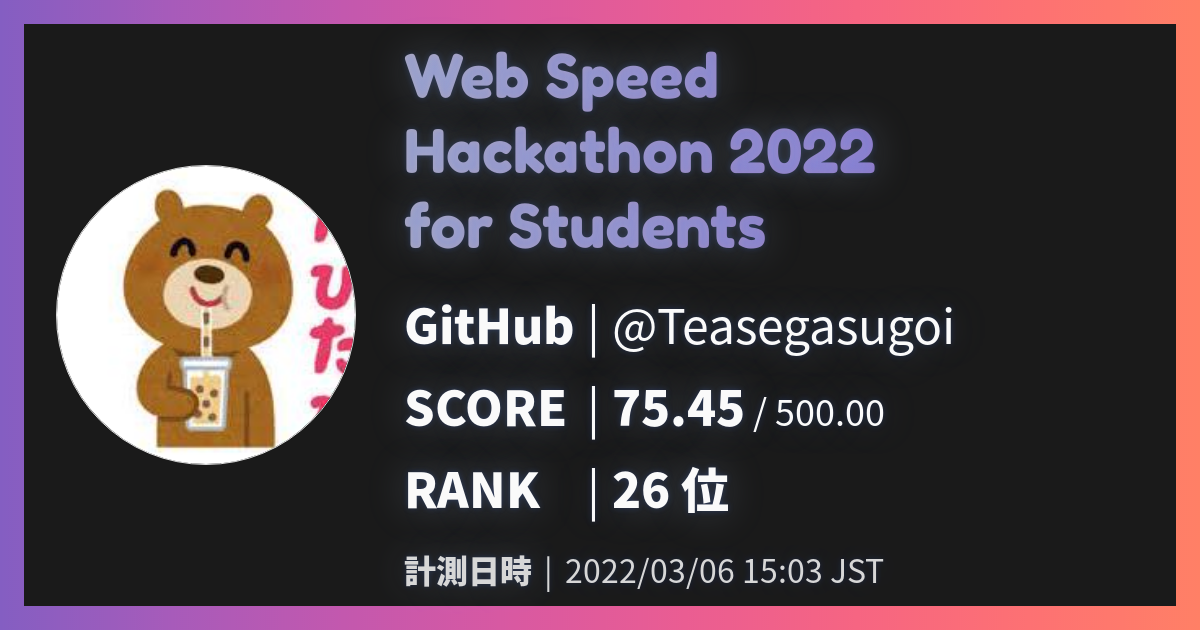 Web Speed
Hackathon 2022
for Students
GitHub | @Teasegasugoi
SCORE | 75.45 / 500.00
RANK | 26 位
計測日時 | 2022/03/06 15:03 JST